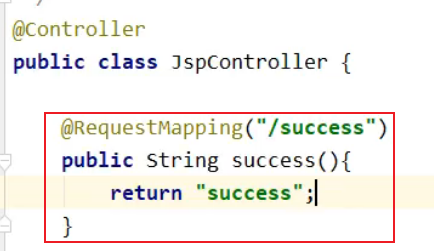 */
@Controller
public class JspController {
@RequestMapping("/success")
public String success(){
return "success";
}